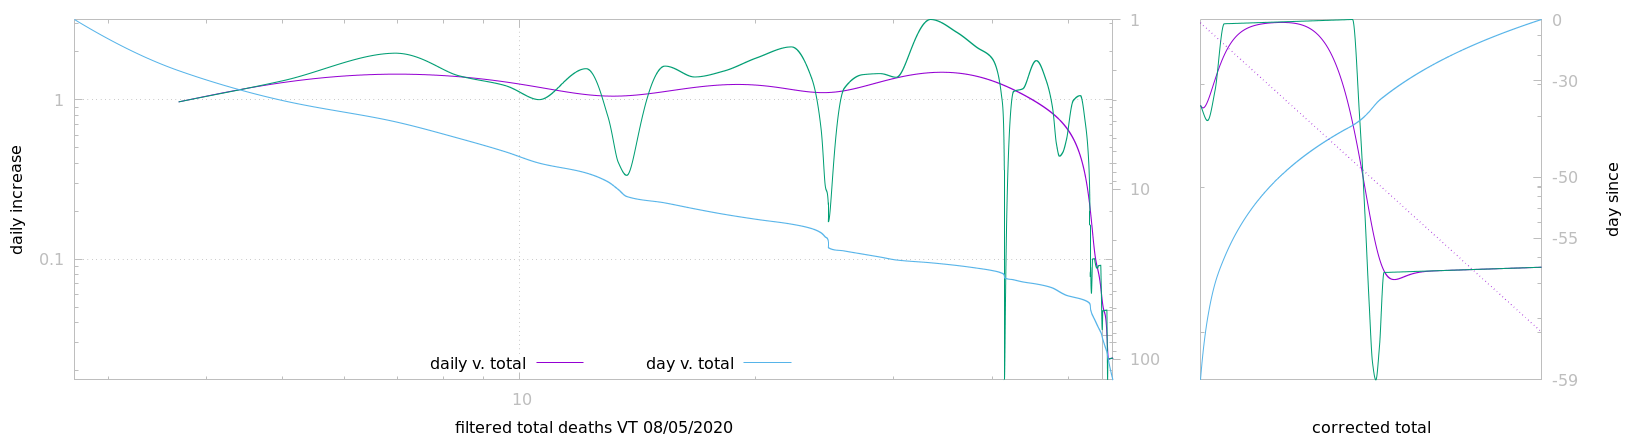 daily increase
1
0.1
daily v. total
day v. total
10
filtered total deaths VT 08/05/2020
1
10
100
0
-30
-50
-55
-59
day since
corrected total